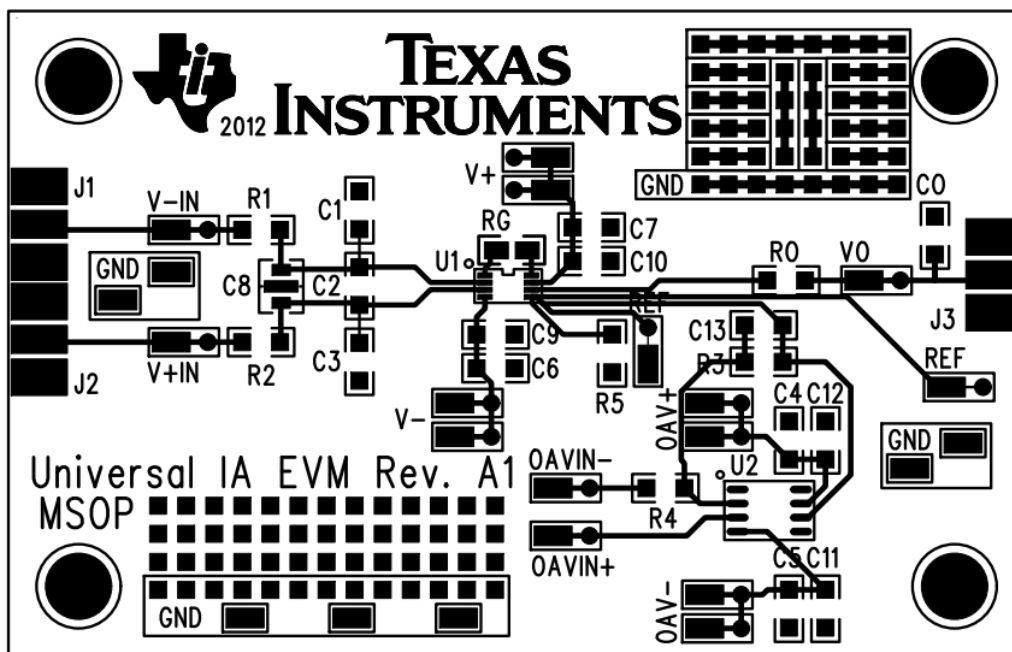 TEXAS
INSTRUMENTS
2012
GND
J1
V-IN
R1
C1
V+
RG
C7
C10
C0
U1
GND
C8
C2
RO
VO
J3
REF
C9
C13
C6
R3
REF
V+IN
R2
C3
J2
R5
V-
OAV+
C4
C12
GND
Universal IA EVM Rev. A1
MSOP
OAVIN-
U2
R4
OAVIN+
C5
C11
OAV-
GND